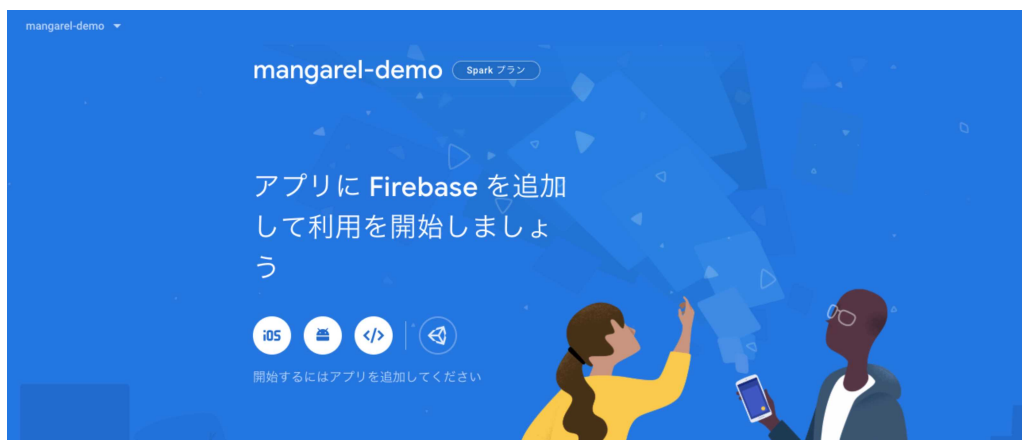 mangarel-demo
mangarel-demo Spark プラン
アプリに Firebase を追加
して利用を開始しましょ
う
iOS
開始するにはアプリを追加してください